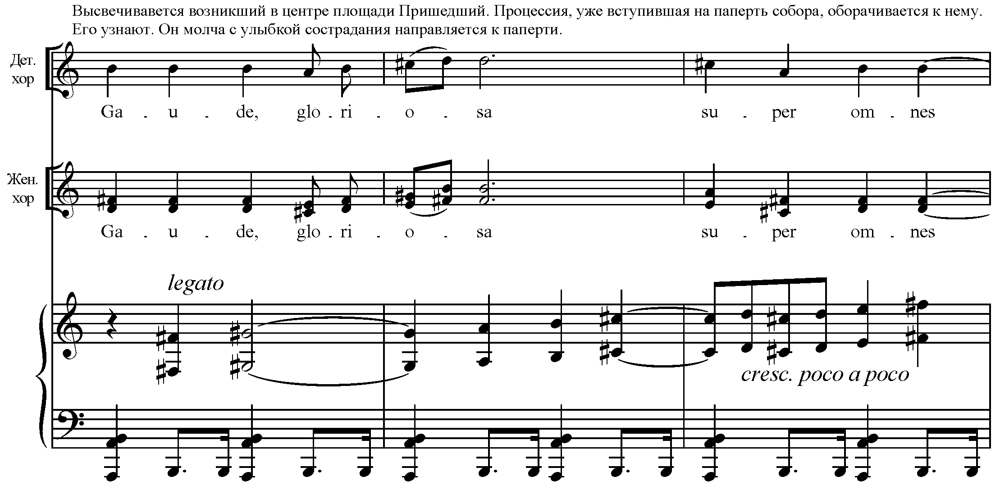 Высвечивавется возникший в центре площади Пришедший. Процессия, уже вступившая на паперть собора, оборачивается к нему.
Его узнают. Он молча с улыбкой сострадания направляется к паперти.
Дет.
хор
Ga - u - de, glo - ri - o - sa su - per om - nes
Жен.
хор
Ga - u - de, glo - ri - o - sa su - per om - nes
legato
cresc. poco a poco